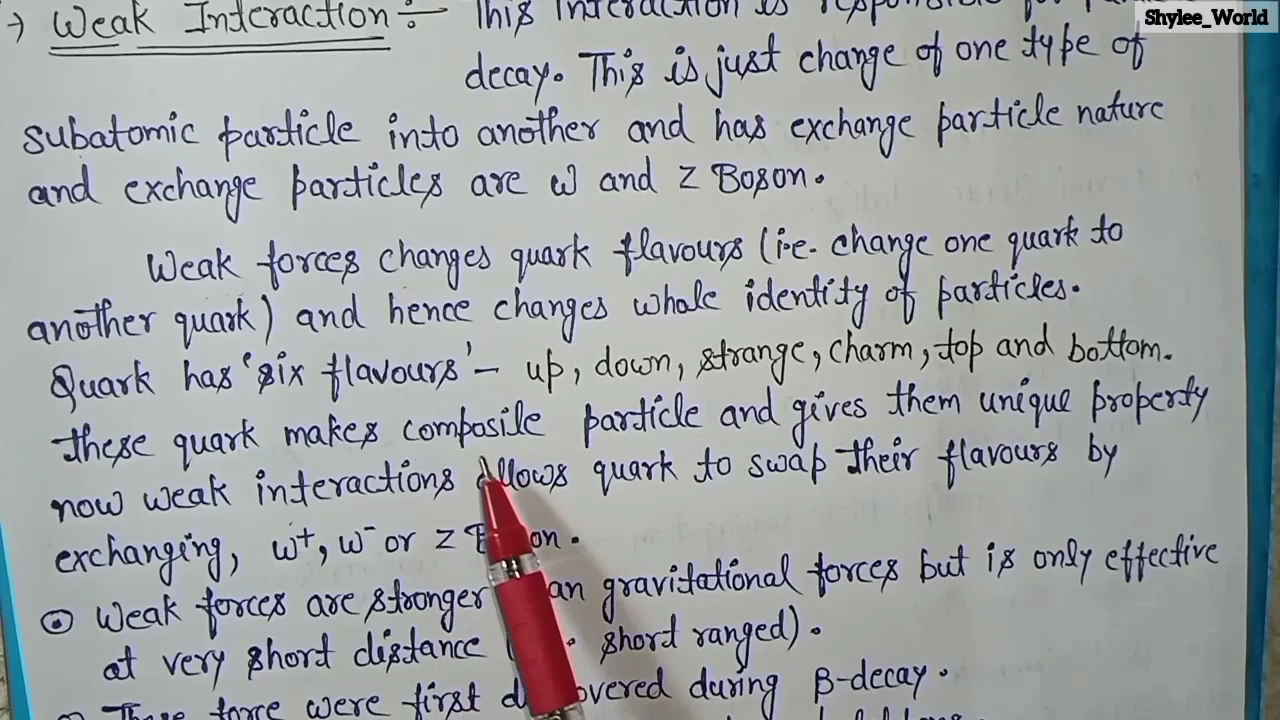 Shylee_World
→ Weak Interaction :- This Interaction is responsible for
decay. This is just change of one type of
subatomic particle into another and has exchange particle nature
and exchange particles are W and Z Boson.
Weak forces changes quark flavours (i.e. change one quark to
another quark) and hence changes whole identity of particles.
Quark has 'six flavours' - up, down, strange, charm, top and bottom.
these quark makes composile particle and gives them unique property
now weak interactions allows quark to swap their flavours by
exchanging, W⁺, W⁻ or Z Boson.
⊙ Weak forces are stronger an gravitational forces but is only effective
at very short distance short ranged).
force were first overed during β-decay.